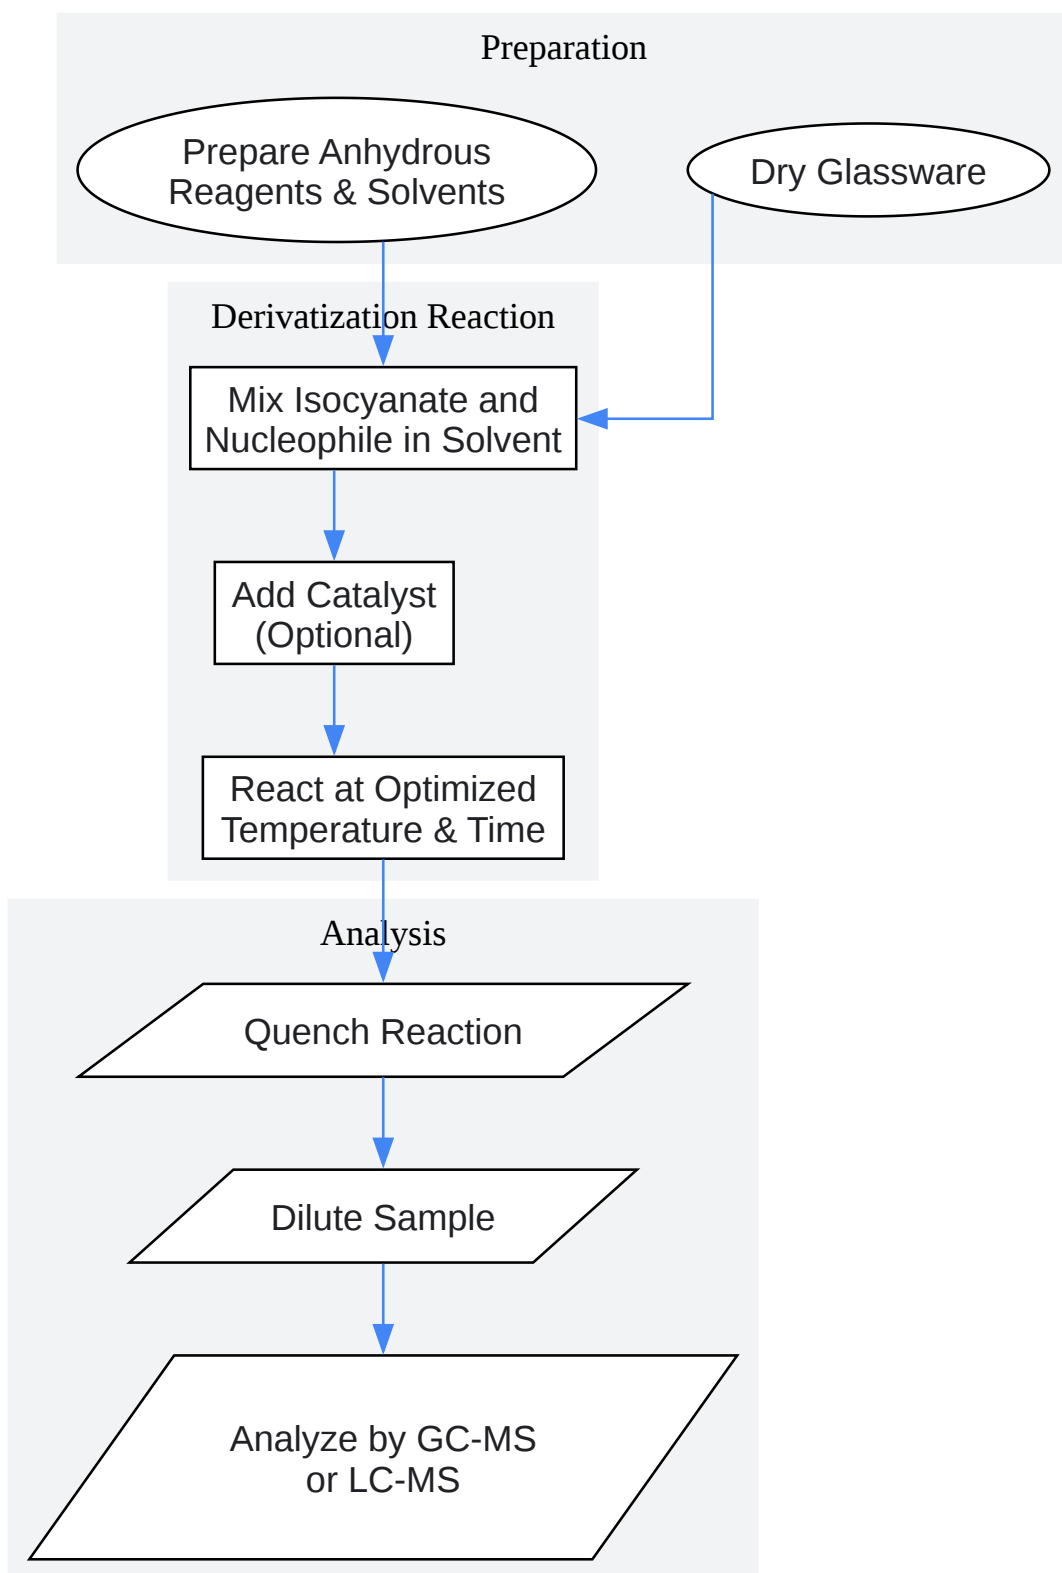 Preparation
Prepare Anhydrous
Reagents & Solvents
Dry Glassware
Derivatization Reaction
Mix Isocyanate and
Nucleophile in Solvent
Add Catalyst
(Optional)
React at Optimized
Temperature & Time
Analysis
Quench Reaction
Dilute Sample
Analyze by GC-MS
or LC-MS